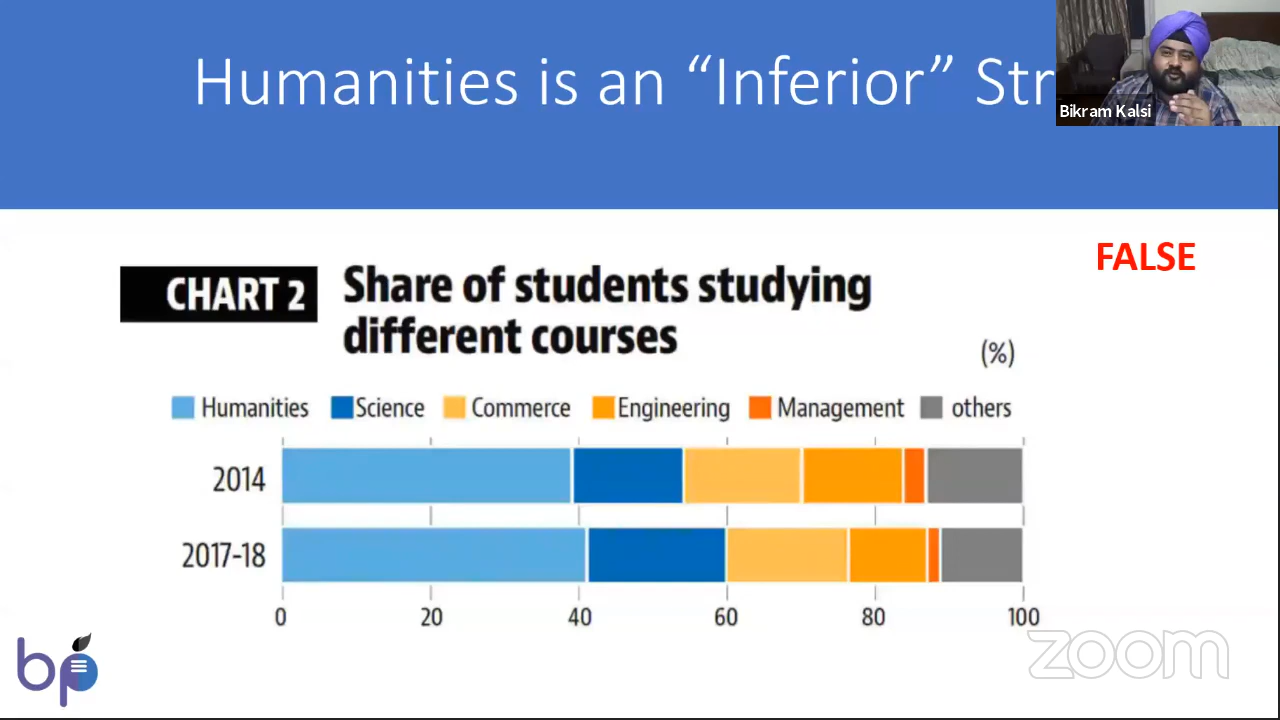 Humanities is an “Inferior” Str
Bikram Kalsi
FALSE
CHART 2
Share of students studying
different courses
(%)
Humanities Science Commerce Engineering Management others
2014
2017-18
0 20 40 60 80 100
bp
zoom